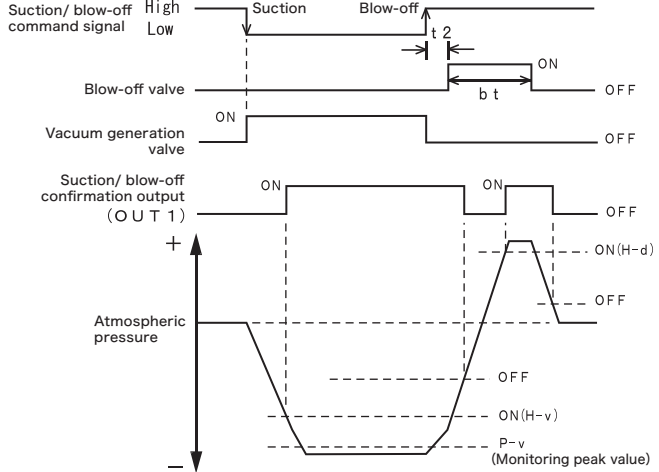 Suction/ blow-off
command signal
High
Low
Suction
Blow-off
t 2
ON
Blow-off valve
b t
OFF
ON
Vacuum generation
valve
OFF
Suction/ blow-off
confirmation output
(OUT1)
ON
ON
OFF
+
ON(H-d)
OFF
Atmospheric
pressure
OFF
ON(H-v)
P-v
(Monitoring peak value)
−